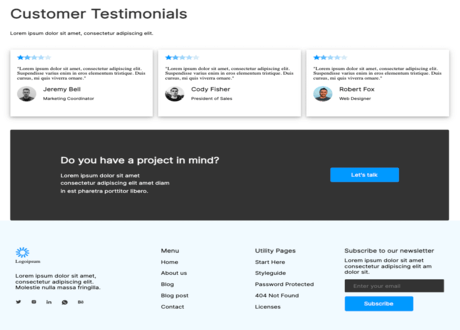 Customer Testimonials
Lorem ipsum dolor sit amet, consectetur adipiscing elit.
"Lorem ipsum dolor sit amet, consectetur adipiscing elit.
Suspendisse varius enim in eros elementum tristique. Duis
cursus, mi quis viverra ornare."
Jeremy Bell
Marketing Coordinator
"Lorem ipsum dolor sit amet, consectetur adipiscing elit.
Suspendisse varius enim in eros elementum tristique. Duis
cursus, mi quis viverra ornare."
Cody Fisher
President of Sales
"Lorem ipsum dolor sit amet, consectetur adipiscing elit.
Suspendisse varius enim in eros elementum tristique. Duis
cursus, mi quis viverra ornare."
Robert Fox
Web Designer
Do you have a project in mind?
Lorem ipsum dolor sit amet
consectetur adipiscing elit amet diam
in est pharetra porttitor libero.
Let's talk
Logoipsum
Lorem ipsum dolor sit amet,
consectetur adipiscing elit.
Molestie nulla massa fringilla.
Menu
Home
About us
Blog
Blog post
Contact
Utility Pages
Start Here
Styleguide
Password Protected
404 Not Found
Licenses
Subscribe to our newsletter
Lorem ipsum dolor sit amet
consectetur adipiscing elit am
dolor sit.
Enter your email
Subscribe